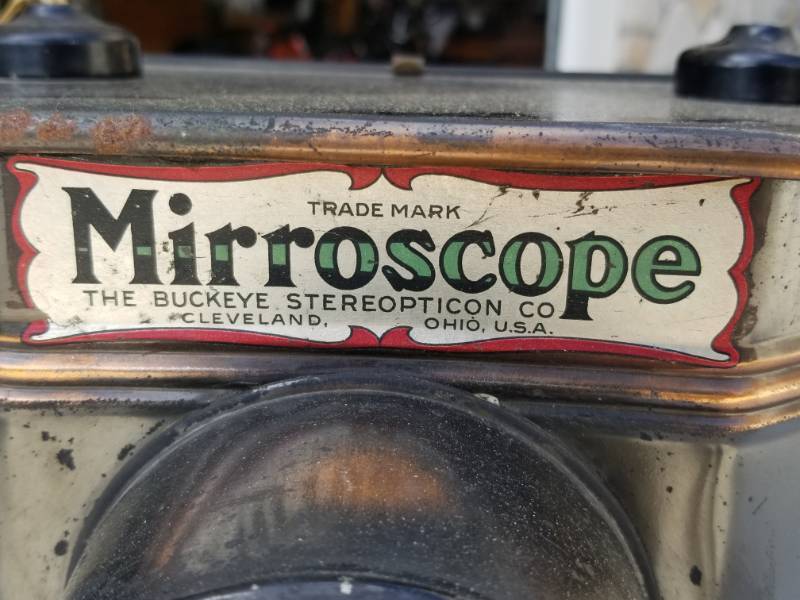 TRADE MARK
Mirroscope
THE BUCKEYE STEREOPTICON CO
CLEVELAND, OHIO, U.S.A.